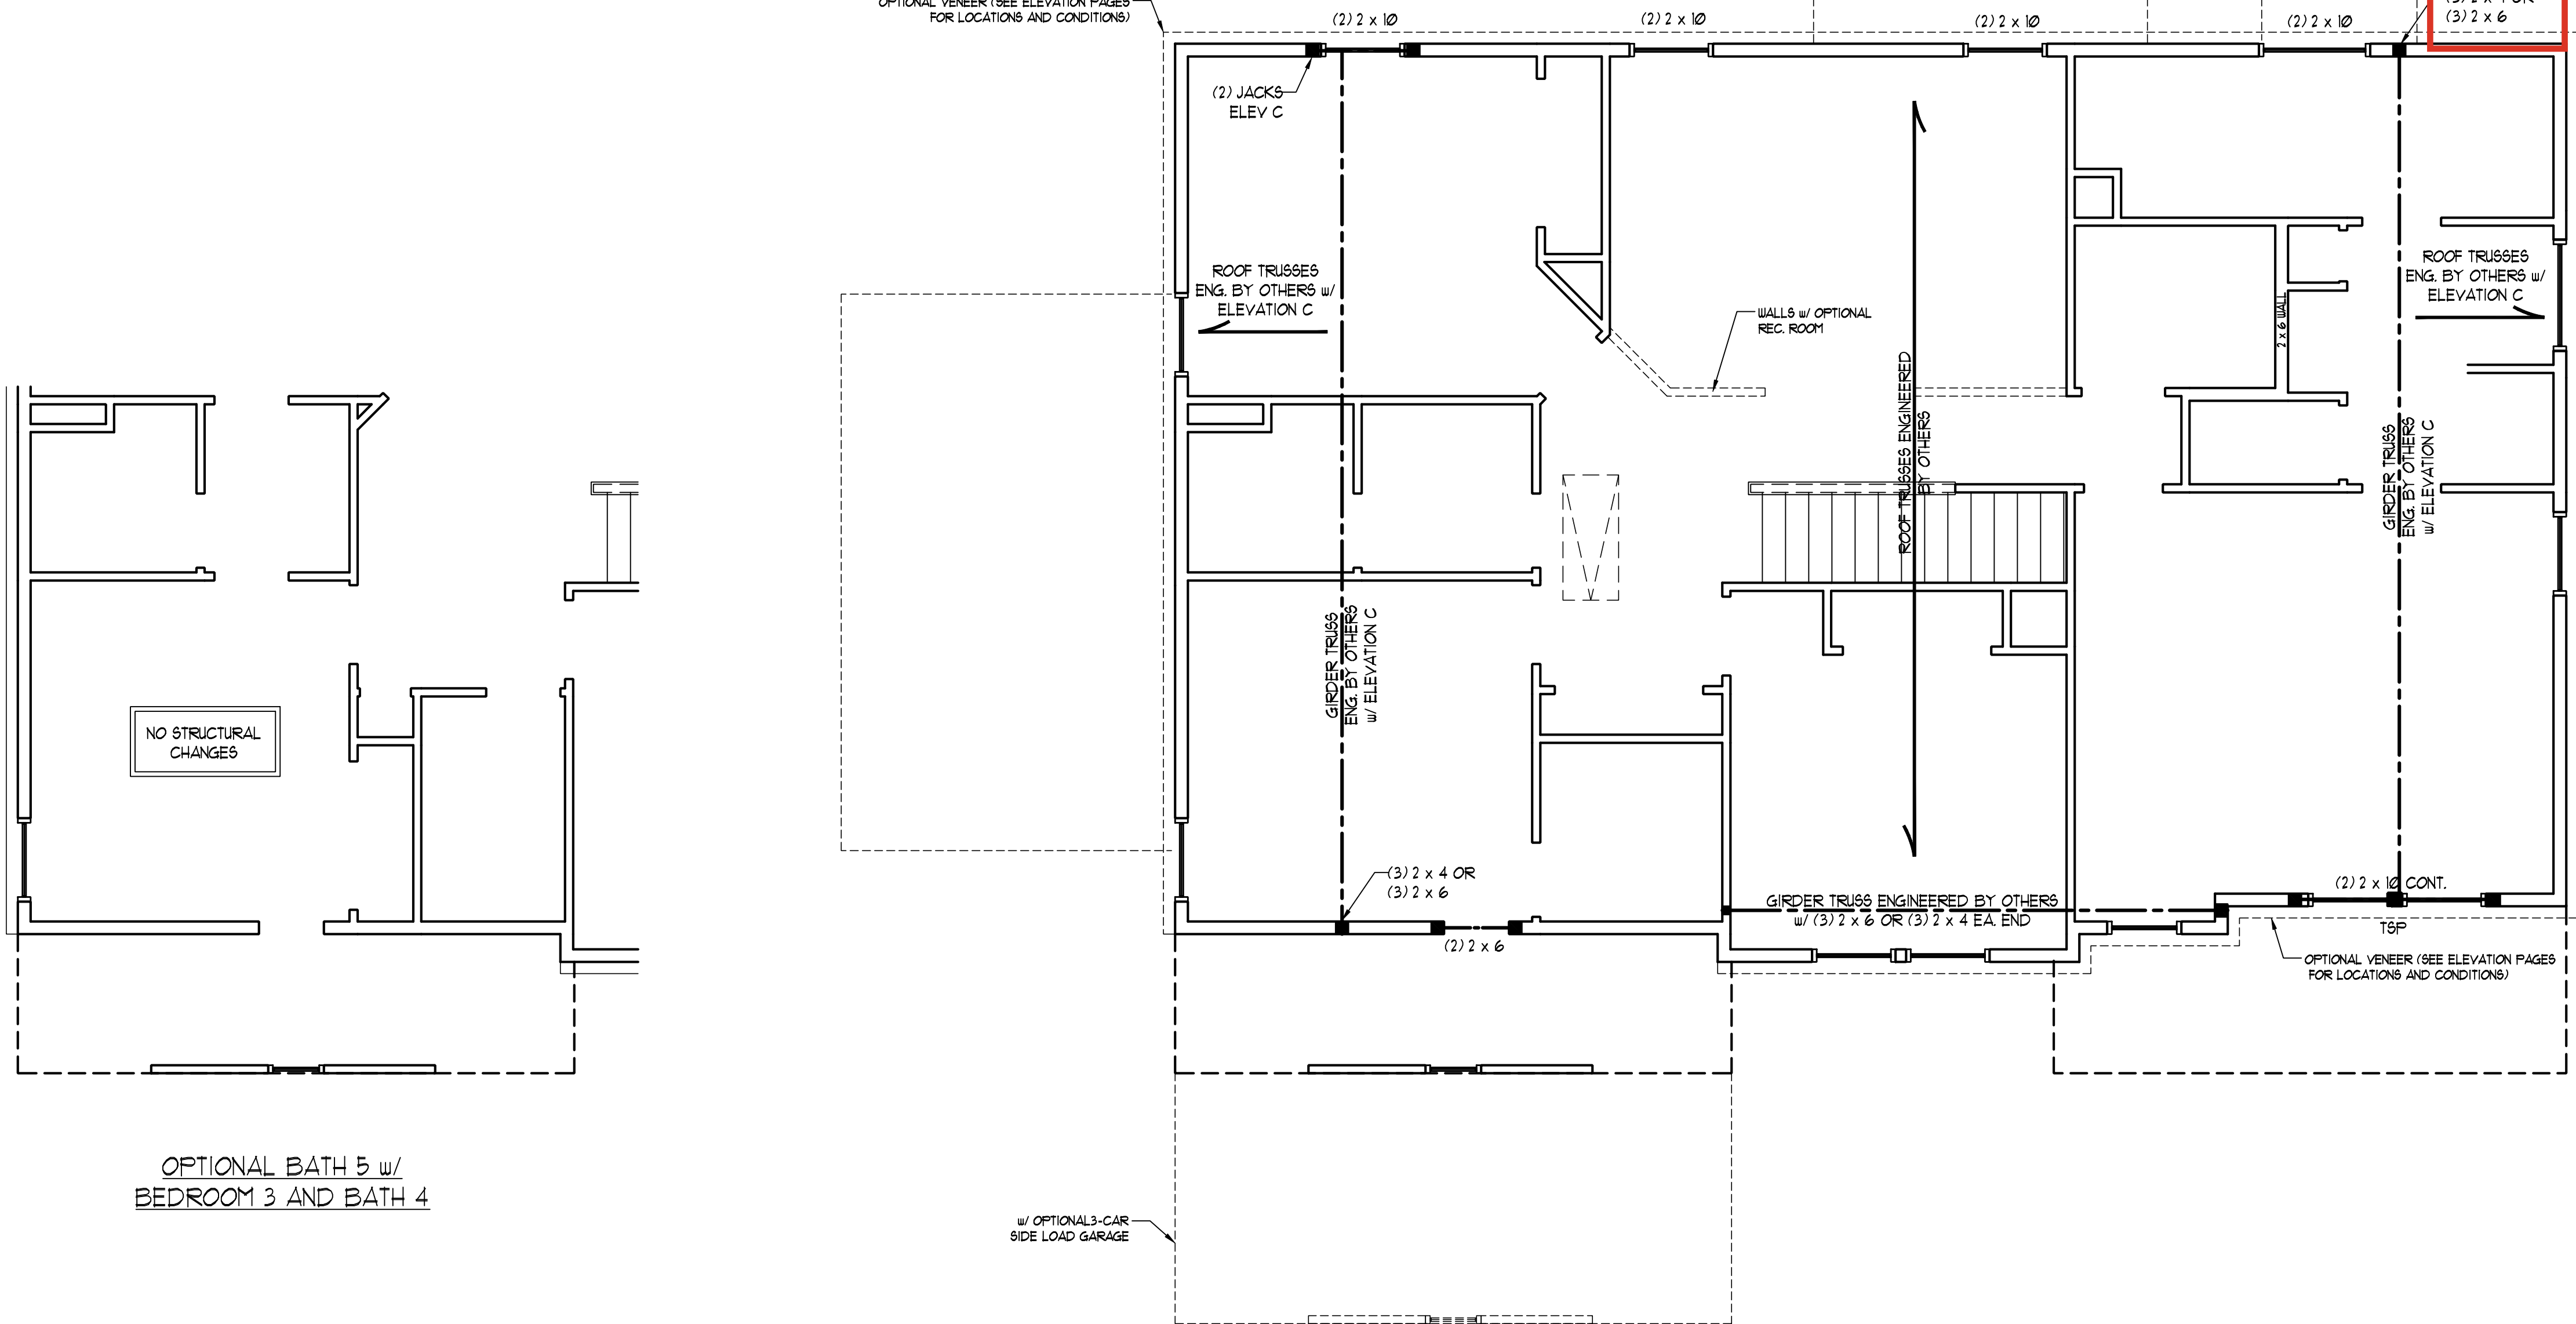 OPTIONAL VENEER (SEE ELEVATION PAGES
FOR LOCATIONS AND CONDITIONS)
(2) 2 x 10
(2) 2 x 10
(2) 2 x 10
(2) 2 x 10
(3) 2 x 4 OR
(3) 2 x 6
(2) JACKS
ELEV C
ROOF TRUSSES
ENG. BY OTHERS w/
ELEVATION C
ROOF TRUSSES
ENG. BY OTHERS w/
ELEVATION C
WALLS w/ OPTIONAL
REC. ROOM
2 x 6 WALL
ROOF TRUSSES ENGINEERED
BY OTHERS
GIRDER TRUSS
ENG. BY OTHERS
w/ ELEVATION C
GIRDER TRUSS
ENG. BY OTHERS
w/ ELEVATION C
NO STRUCTURAL
CHANGES
(3) 2 x 4 OR
(3) 2 x 6
GIRDER TRUSS ENGINEERED BY OTHERS
w/ (3) 2 x 6 OR (3) 2 x 4 EA. END
(2) 2 x 10 CONT.
TSP
(2) 2 x 6
OPTIONAL VENEER (SEE ELEVATION PAGES
FOR LOCATIONS AND CONDITIONS)
OPTIONAL BATH 5 w/
BEDROOM 3 AND BATH 4
w/ OPTIONAL3-CAR
SIDE LOAD GARAGE